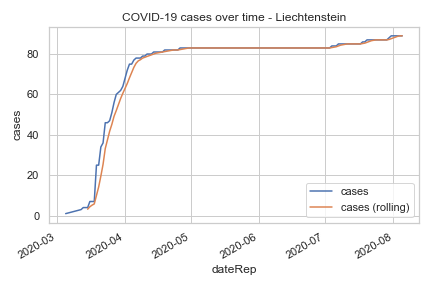 COVID-19 cases over time - Liechtenstein
cases
80
60
40
20
0
2020-03
2020-04
2020-05
2020-06
2020-07
2020-08
dateRep
cases
cases (rolling)